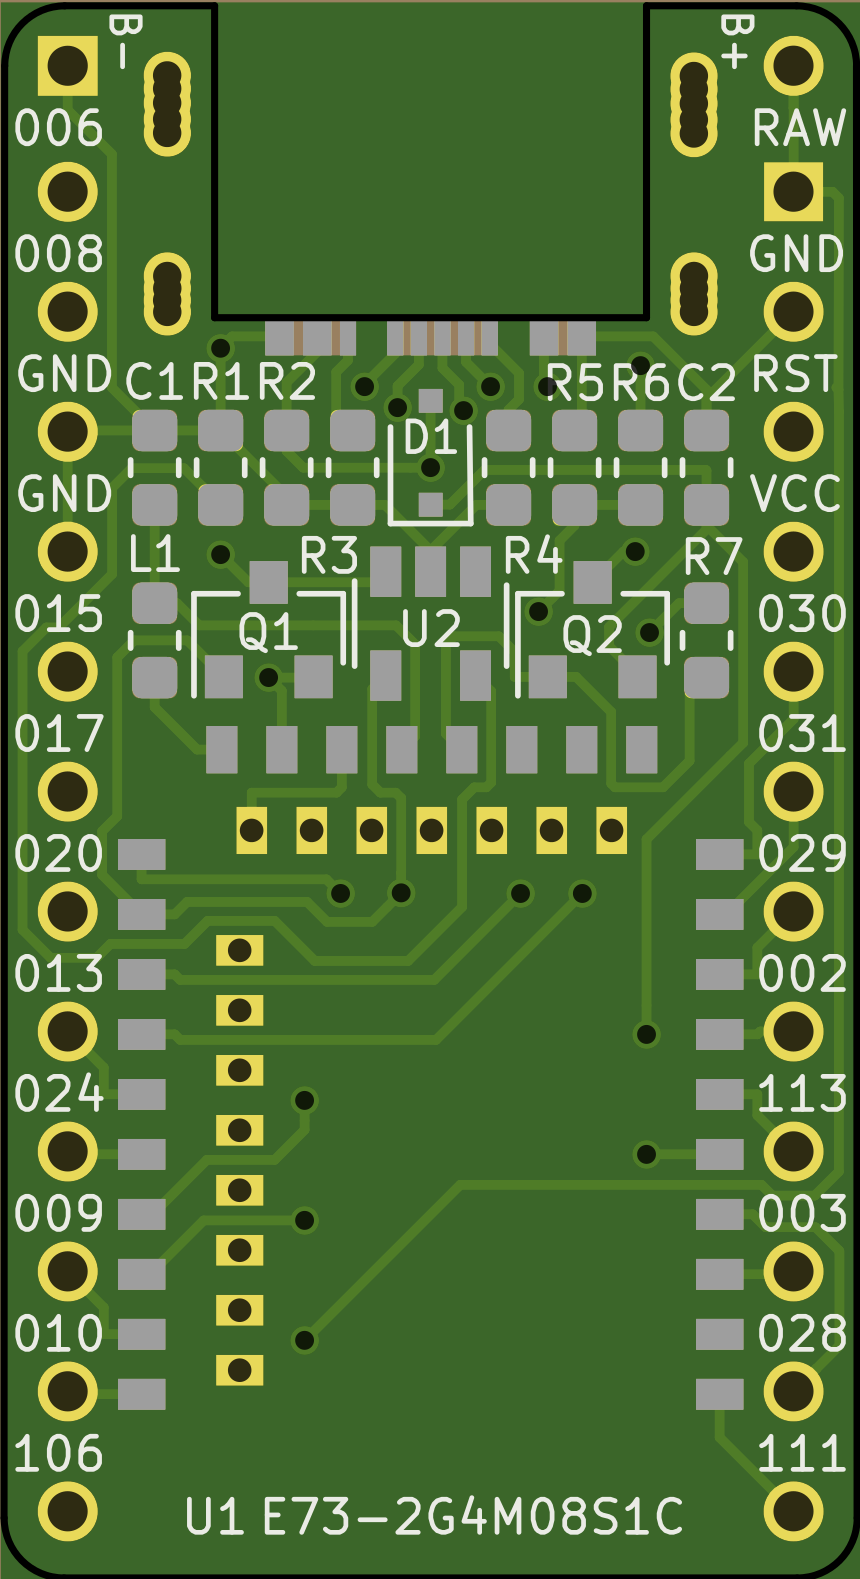 B- B+
006 RAW
008 GND
GND C1 R1 R2 R5 R6 C2 RST
D1
GND VCC
L1 R3 R4 R7
015 Q1 U2 Q2 030
017 031
020 029
013 002
024 113
009 003
010 028
106 111
U1 E73-2G4M08S1C